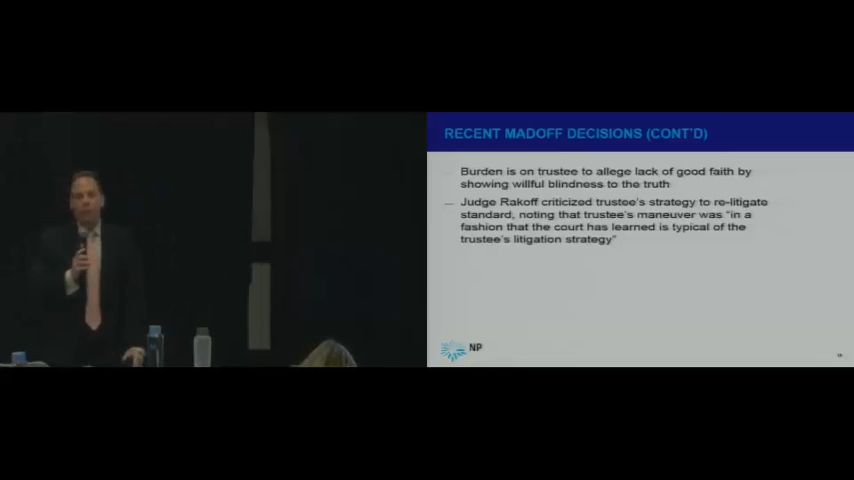 RECENT MADOFF DECISIONS (CONT'D)
— Burden is on trustee to allege lack of good faith by
showing willful blindness to the truth
— Judge Rakoff criticized trustee's strategy to re-litigate
standard, noting that trustee's maneuver was "in a
fashion that the court has learned is typical of the
trustee's litigation strategy"
NP